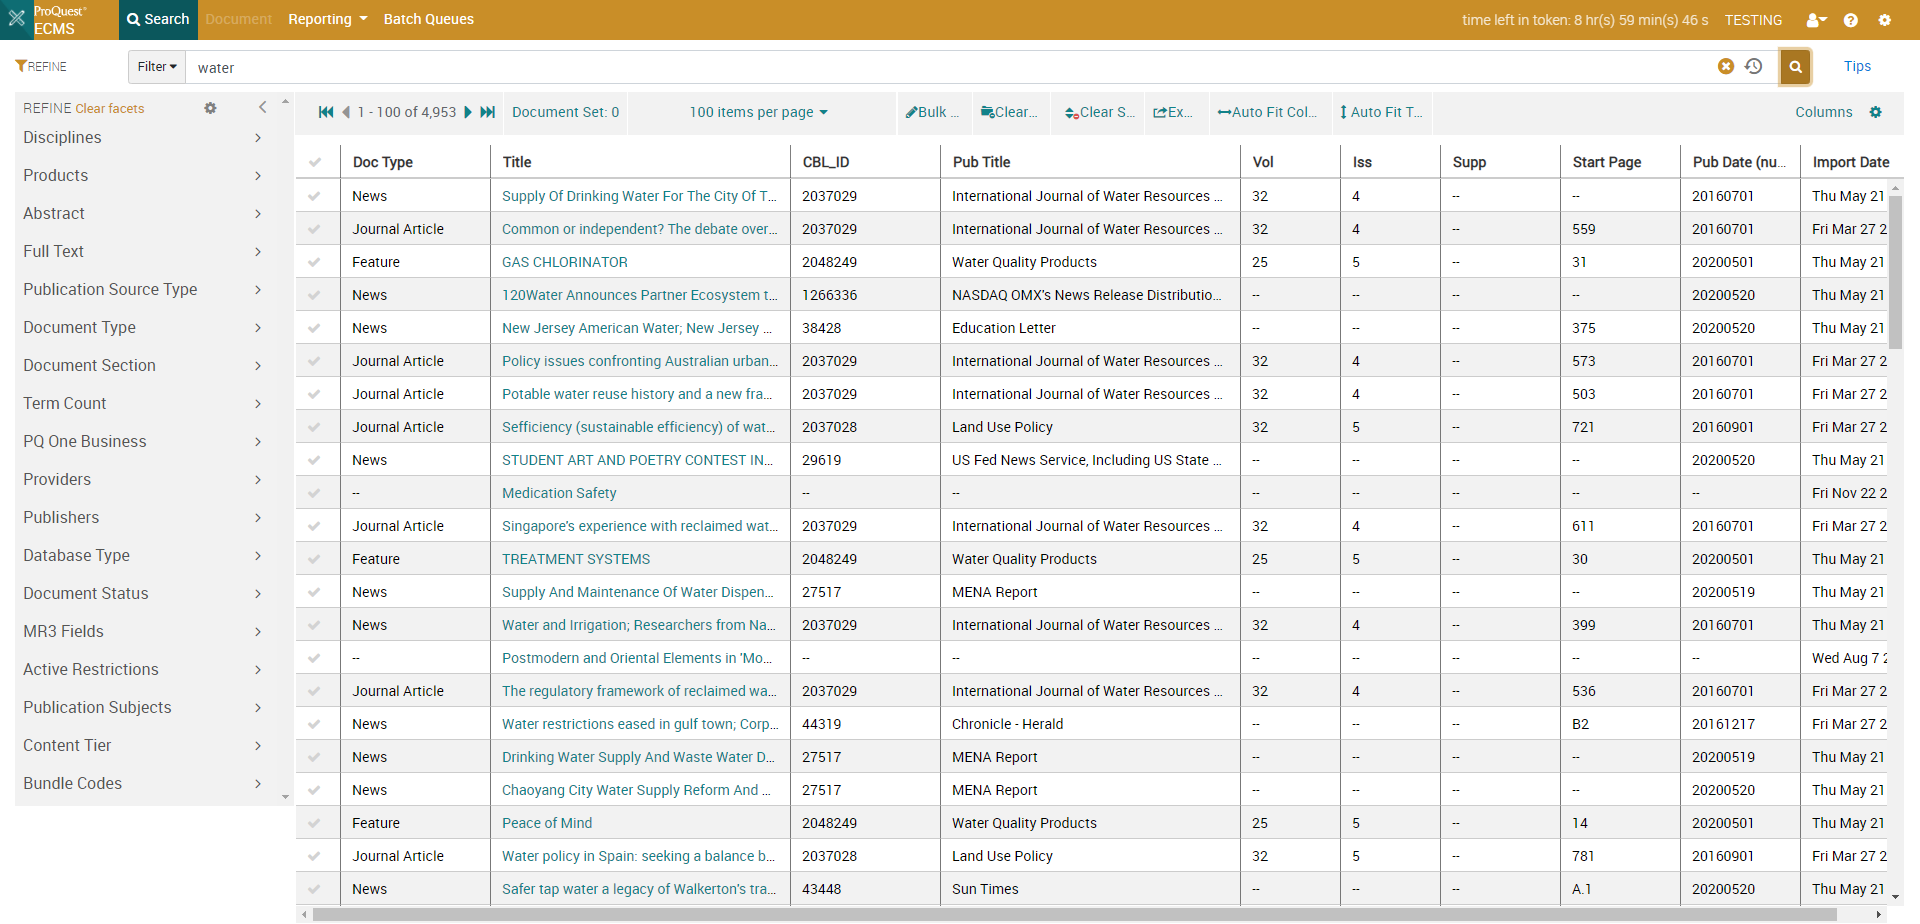 ProQuest® ECMS Search Document Reporting Batch Queues time left in token: 8 hr(s) 59 min(s) 46 s TESTING
REFINE Filter water Tips
REFINE Clear facets
Disciplines
Products
Abstract
Full Text
Publication Source Type
Document Type
Document Section
Term Count
PQ One Business
Providers
Publishers
Database Type
Document Status
MR3 Fields
Active Restrictions
Publication Subjects
Content Tier
Bundle Codes
1 - 100 of 4,953 Document Set: 0 100 items per page Bulk ... Clear... Clear S... Ex... Auto Fit Col... Auto Fit T... Columns
Doc Type Title CBL_ID Pub Title Vol Iss Supp Start Page Pub Date (nu... Import Date
News Supply Of Drinking Water For The City Of T... 2037029 International Journal of Water Resources ... 32 4 -- -- 20160701 Thu May 21
Journal Article Common or independent? The debate over... 2037029 International Journal of Water Resources ... 32 4 -- 559 20160701 Fri Mar 27 2
Feature GAS CHLORINATOR 2048249 Water Quality Products 25 5 -- 31 20200501 Thu May 21
News 120Water Announces Partner Ecosystem t... 1266336 NASDAQ OMX's News Release Distributio... -- -- -- -- 20200520 Thu May 21
News New Jersey American Water; New Jersey ... 38428 Education Letter -- -- -- 375 20200520 Thu May 21
Journal Article Policy issues confronting Australian urban... 2037029 International Journal of Water Resources ... 32 4 -- 573 20160701 Fri Mar 27 2
Journal Article Potable water reuse history and a new fra... 2037029 International Journal of Water Resources ... 32 4 -- 503 20160701 Fri Mar 27 2
Journal Article Sefficiency (sustainable efficiency) of wat... 2037028 Land Use Policy 32 5 -- 721 20160901 Fri Mar 27 2
News STUDENT ART AND POETRY CONTEST IN... 29619 US Fed News Service, Including US State ... -- -- -- -- 20200520 Thu May 21
-- Medication Safety -- -- -- -- -- -- -- Fri Nov 22 2
Journal Article Singapore's experience with reclaimed wat... 2037029 International Journal of Water Resources ... 32 4 -- 611 20160701 Fri Mar 27 2
Feature TREATMENT SYSTEMS 2048249 Water Quality Products 25 5 -- 30 20200501 Thu May 21
News Supply And Maintenance Of Water Dispen... 27517 MENA Report -- -- -- -- 20200519 Thu May 21
News Water and Irrigation; Researchers from Na... 2037029 International Journal of Water Resources ... 32 4 -- 399 20160701 Thu May 21
-- Postmodern and Oriental Elements in 'Mo... -- -- -- -- -- -- -- Wed Aug 7 2
Journal Article The regulatory framework of reclaimed wa... 2037029 International Journal of Water Resources ... 32 4 -- 536 20160701 Fri Mar 27 2
News Water restrictions eased in gulf town; Corp... 44319 Chronicle - Herald -- -- -- B2 20161217 Fri Mar 27 2
News Drinking Water Supply And Waste Water D... 27517 MENA Report -- -- -- -- 20200519 Thu May 21
News Chaoyang City Water Supply Reform And ... 27517 MENA Report -- -- -- -- 20200520 Thu May 21
Feature Peace of Mind 2048249 Water Quality Products 25 5 -- 14 20200501 Thu May 21
Journal Article Water policy in Spain: seeking a balance b... 2037028 Land Use Policy 32 5 -- 781 20160901 Fri Mar 27 2
News Safer tap water a legacy of Walkerton's tra... 43448 Sun Times -- -- -- A.1 20200520 Thu May 21